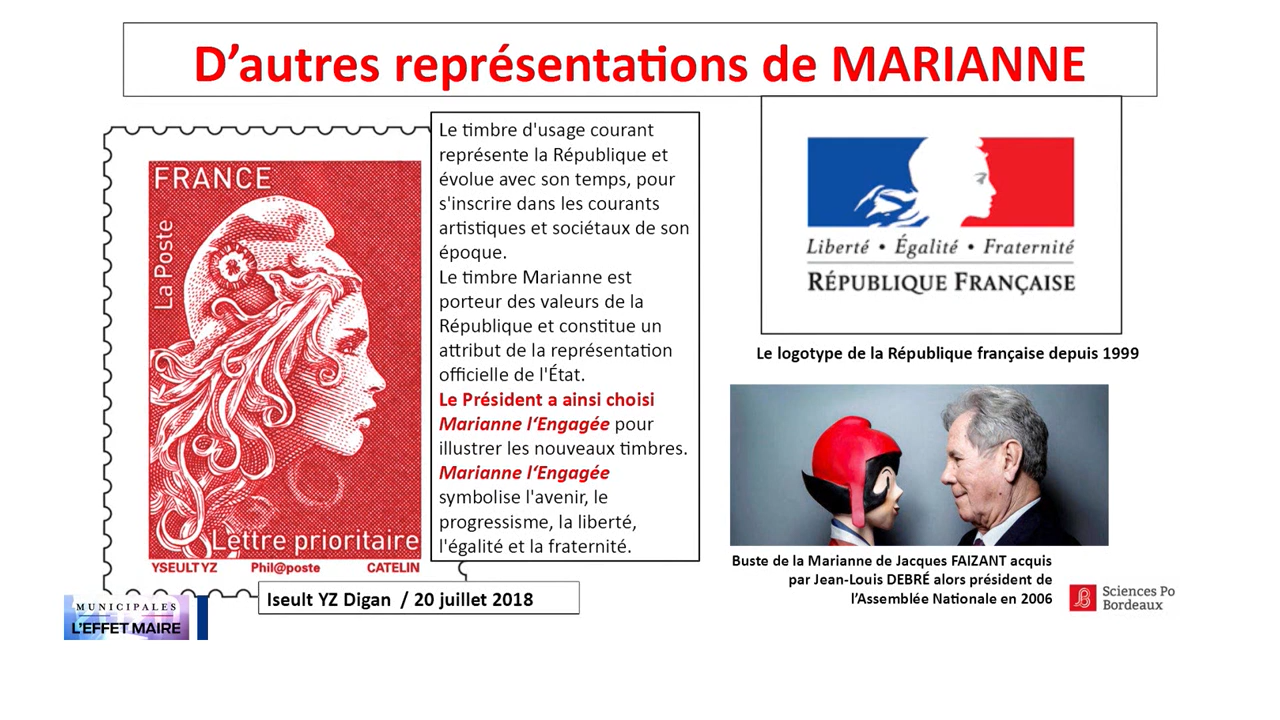 D’autres représentations de MARIANNE
FRANCE
La Poste
Lettre prioritaire
YSEULT YZ Phil@poste CATELIN
Le timbre d'usage courant
représente la République et
évolue avec son temps, pour
s'inscrire dans les courants
artistiques et sociétaux de son
époque.
Le timbre Marianne est
porteur des valeurs de la
République et constitue un
attribut de la représentation
officielle de l'État.
Le Président a ainsi choisi
Marianne l‘Engagée pour
illustrer les nouveaux timbres.
Marianne l‘Engagée
symbolise l'avenir, le
progressisme, la liberté,
l'égalité et la fraternité.
Iseult YZ Digan / 20 juillet 2018
Liberté • Égalité • Fraternité
RÉPUBLIQUE FRANÇAISE
Le logotype de la République française depuis 1999
Buste de la Marianne de Jacques FAIZANT acquis
par Jean-Louis DEBRÉ alors président de
l’Assemblée Nationale en 2006
MUNICIPALES
L'EFFET MAIRE
Sciences Po
Bordeaux